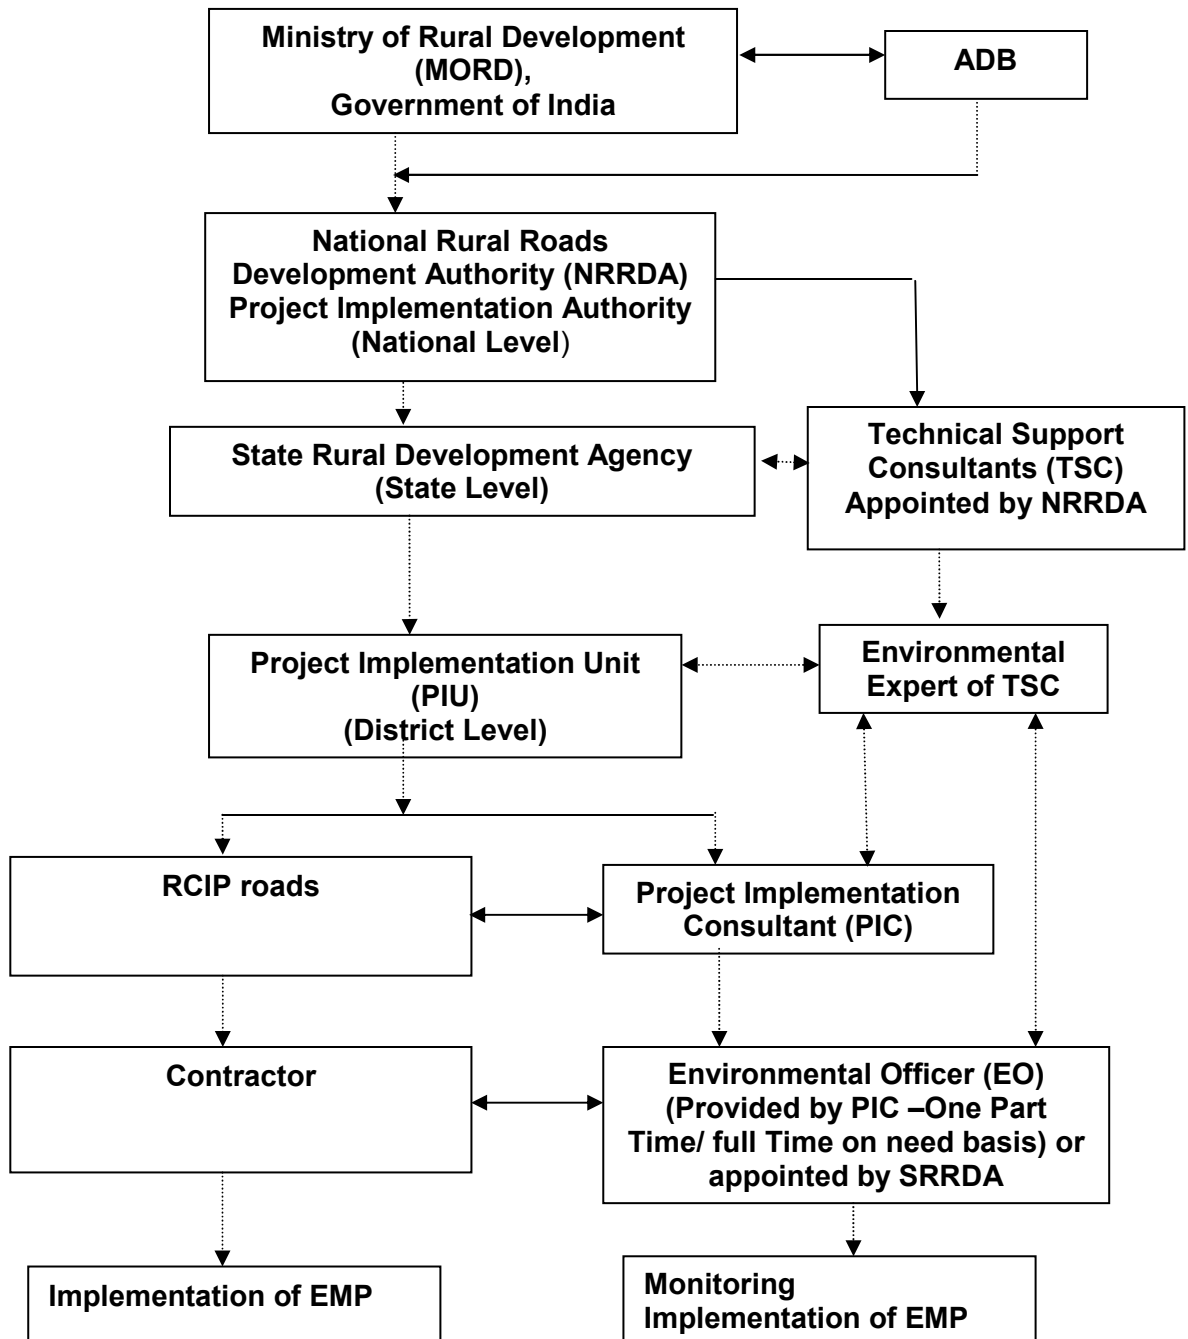 Ministry of Rural Development
(MORD),
Government of India
ADB
National Rural Roads
Development Authority (NRRDA)
Project Implementation Authority
(National Level)
State Rural Development Agency
(State Level)
Technical Support
Consultants (TSC)
Appointed by NRRDA
Project Implementation Unit
(PIU)
(District Level)
Environmental
Expert of TSC
RCIP roads
Project Implementation
Consultant (PIC)
Contractor
Environmental Officer (EO)
(Provided by PIC –One Part
Time/ full Time on need basis) or
appointed by SRRDA
Implementation of EMP
Monitoring
Implementation of EMP